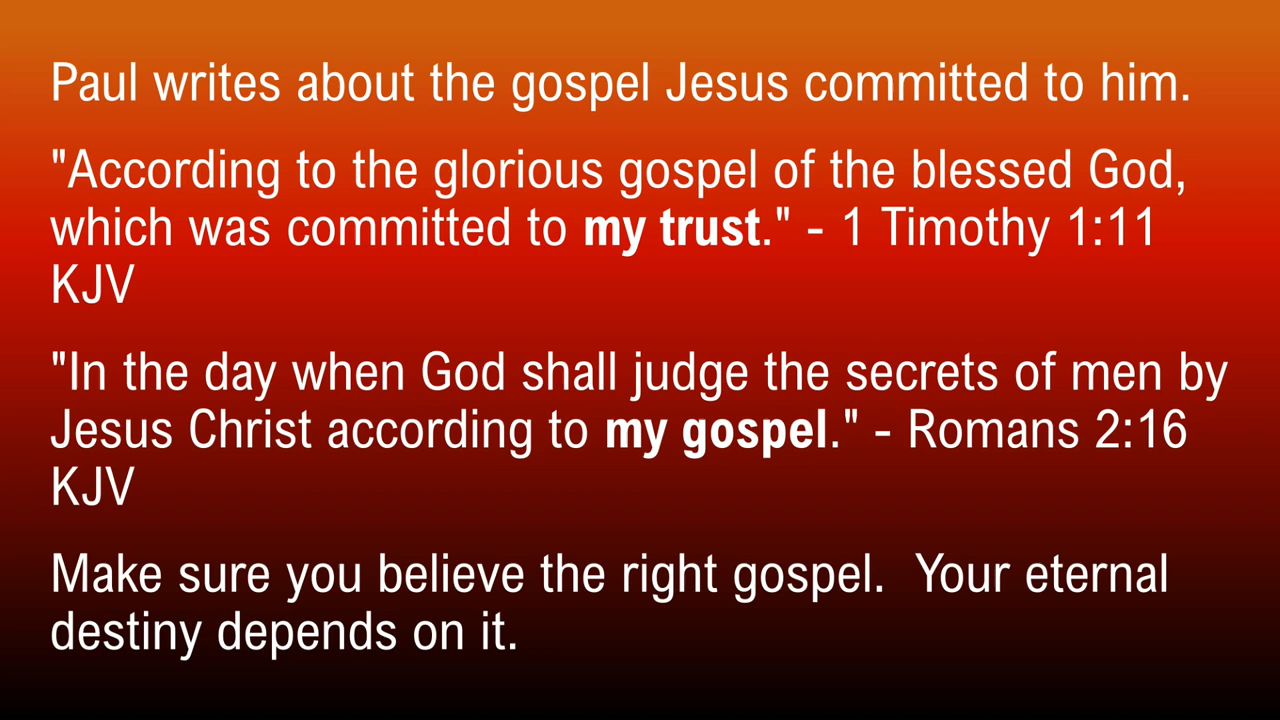 Paul writes about the gospel Jesus committed to him.
"According to the glorious gospel of the blessed God,
which was committed to my trust." - 1 Timothy 1:11
KJV
"In the day when God shall judge the secrets of men by
Jesus Christ according to my gospel." - Romans 2:16
KJV
Make sure you believe the right gospel.  Your eternal
destiny depends on it.